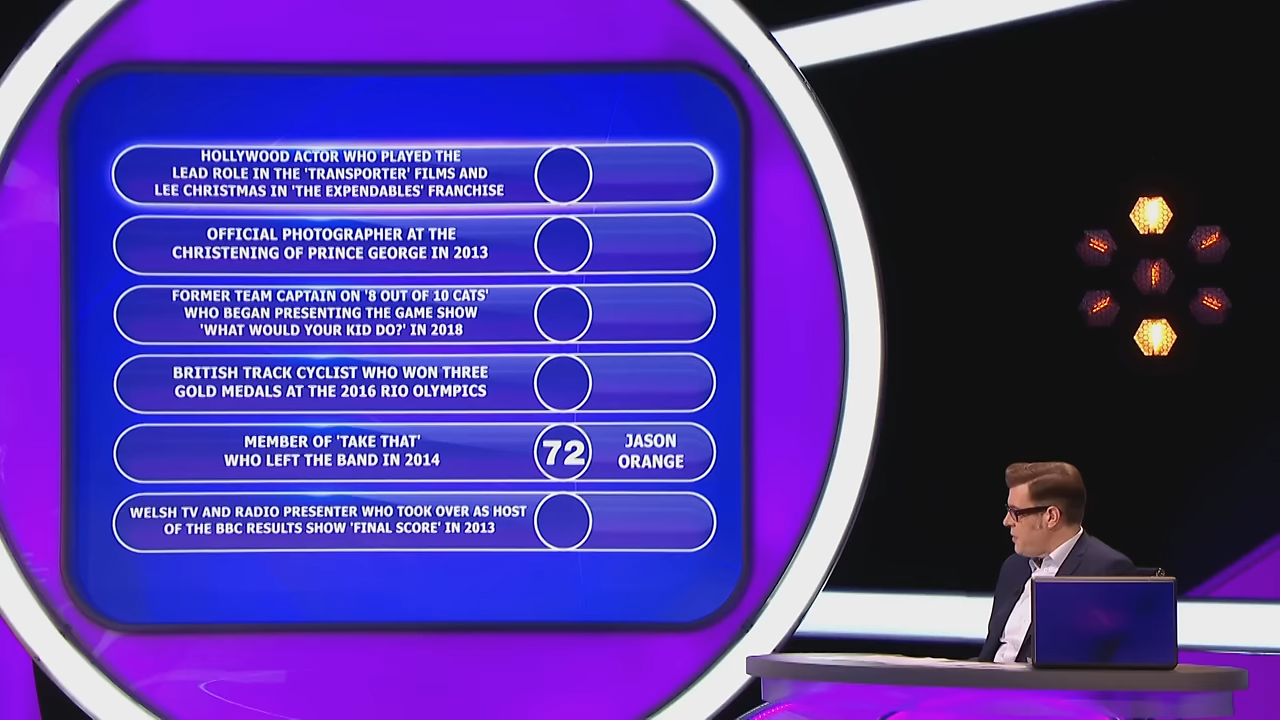 HOLLYWOOD ACTOR WHO PLAYED THE
LEAD ROLE IN THE 'TRANSPORTER' FILMS AND
LEE CHRISTMAS IN 'THE EXPENDABLES' FRANCHISE
OFFICIAL PHOTOGRAPHER AT THE
CHRISTENING OF PRINCE GEORGE IN 2013
FORMER TEAM CAPTAIN ON '8 OUT OF 10 CATS'
WHO BEGAN PRESENTING THE GAME SHOW
'WHAT WOULD YOUR KID DO?' IN 2018
BRITISH TRACK CYCLIST WHO WON THREE
GOLD MEDALS AT THE 2016 RIO OLYMPICS
MEMBER OF 'TAKE THAT'
WHO LEFT THE BAND IN 2014
72
JASON
ORANGE
WELSH TV AND RADIO PRESENTER WHO TOOK OVER AS HOST
OF THE BBC RESULTS SHOW 'FINAL SCORE' IN 2013